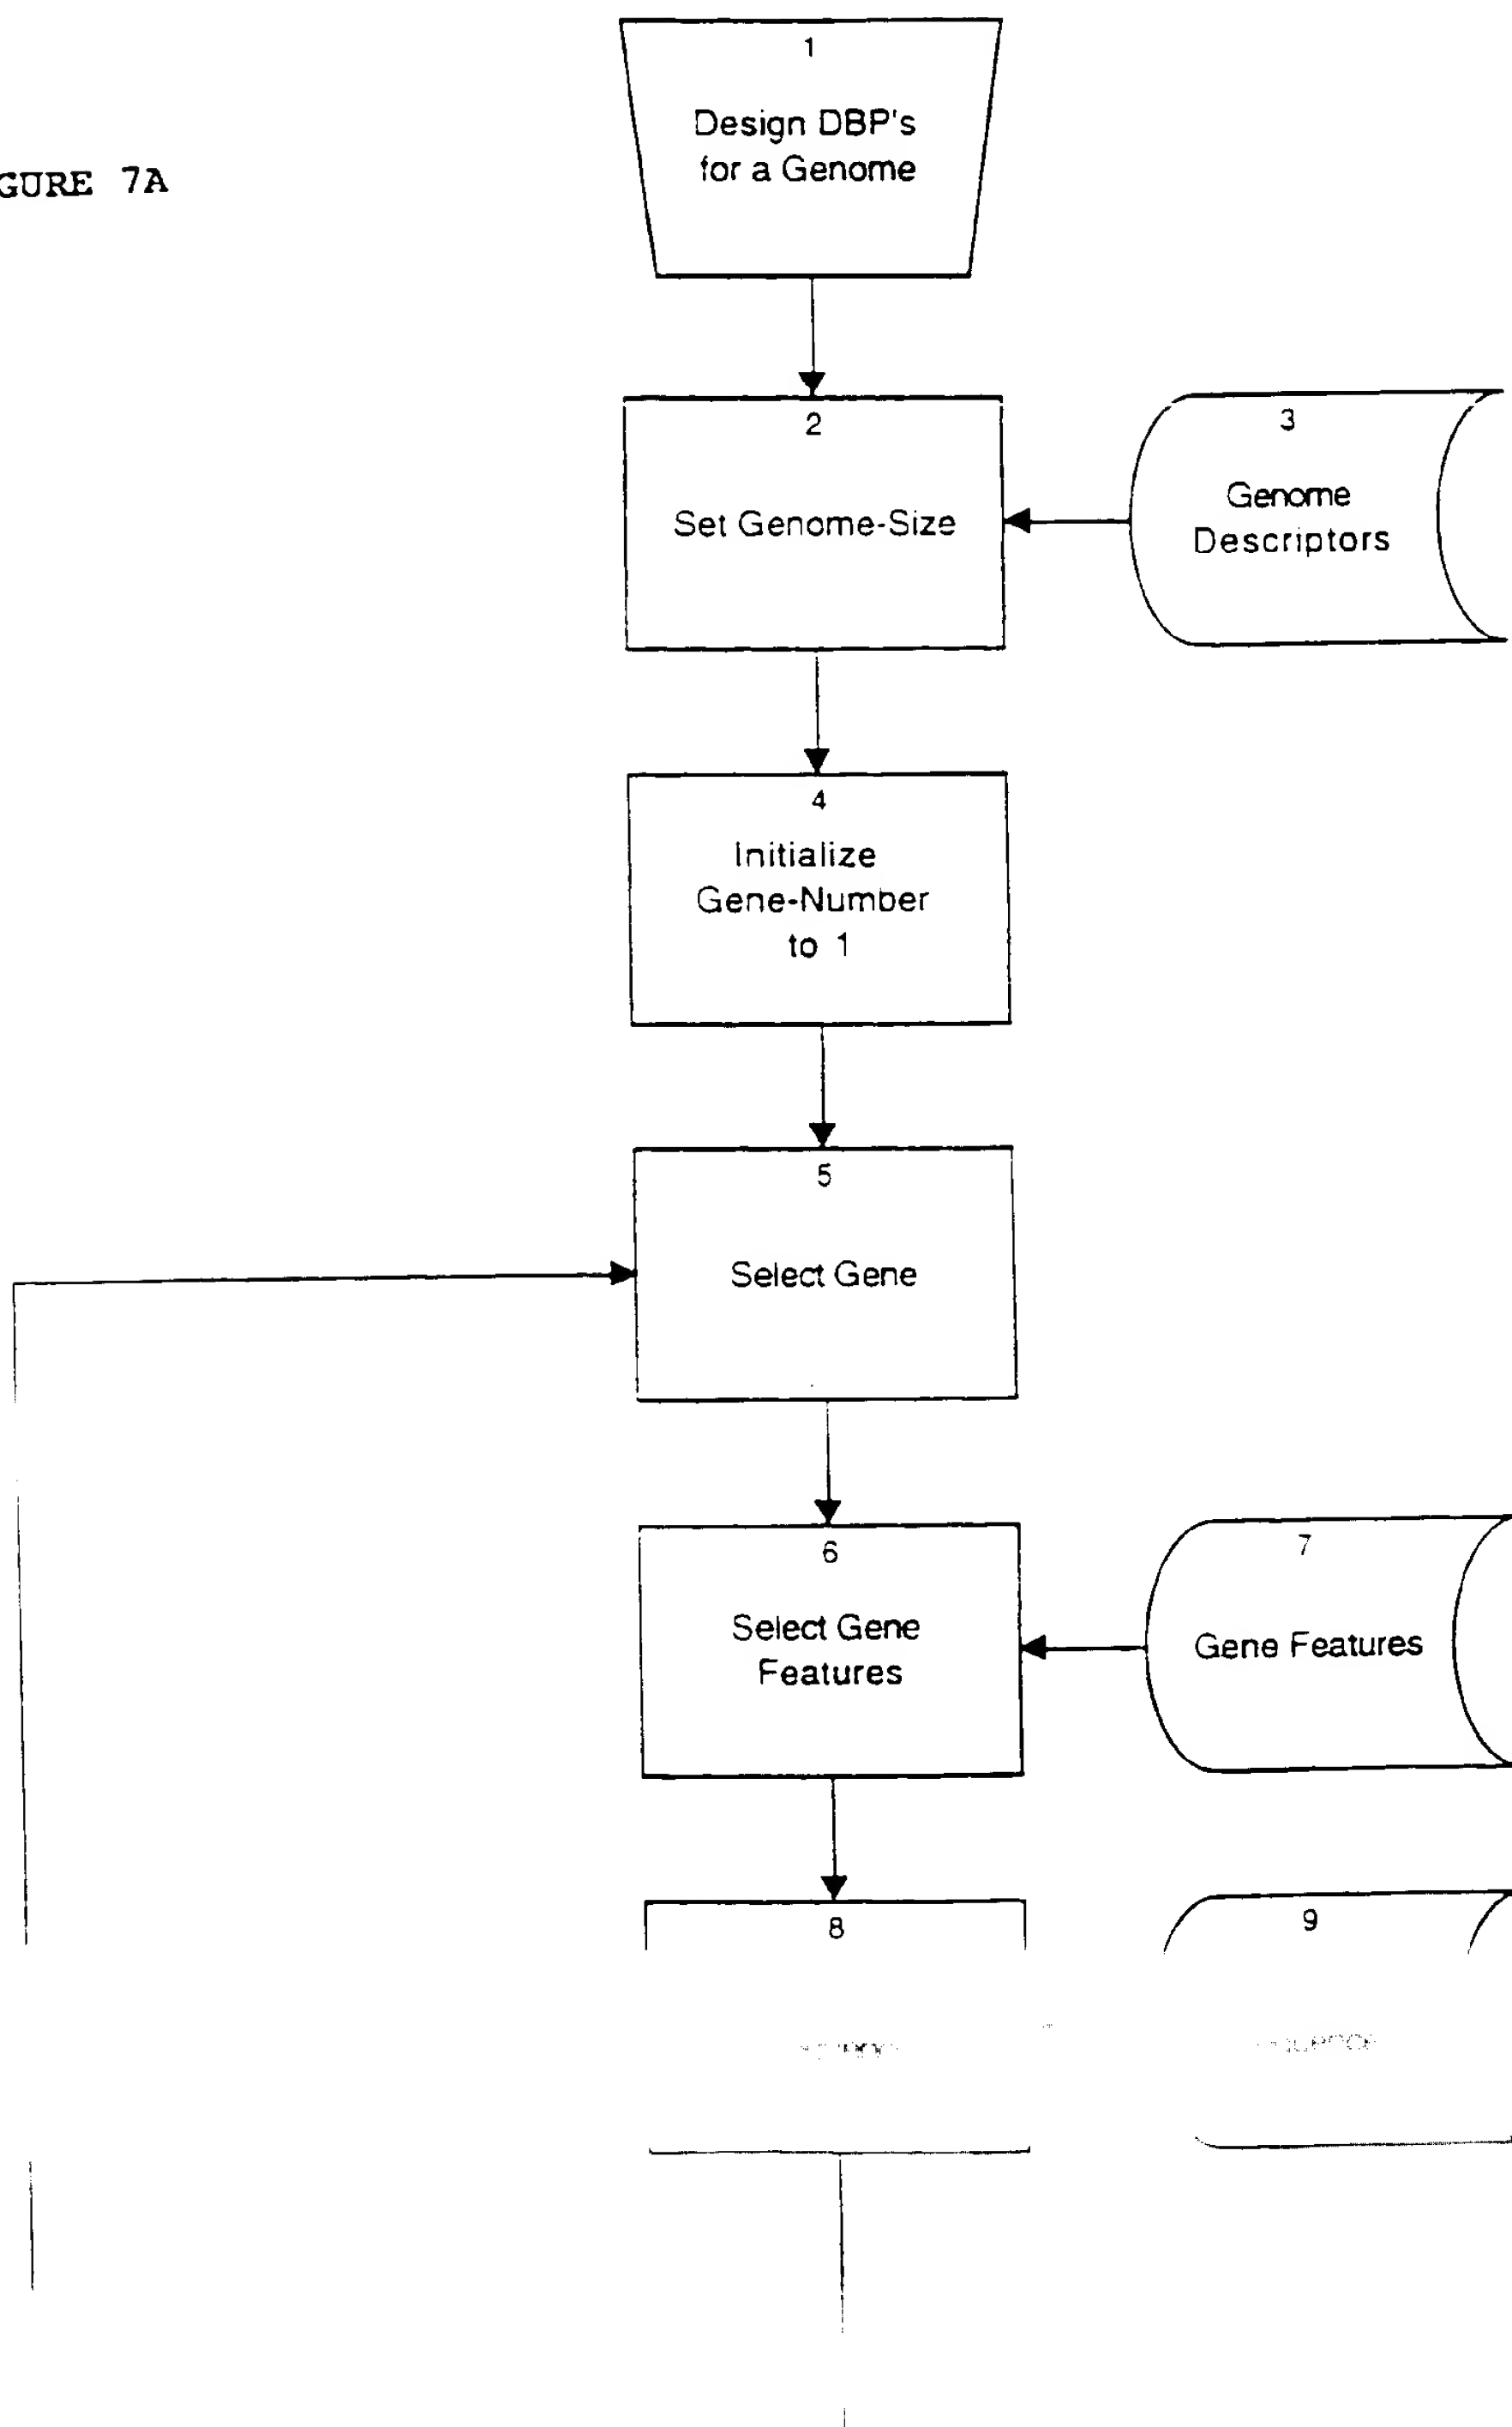 GURE 7A
1
Design DBP's
for a Genome
2
Set Genome-Size
3
Genome
Descriptors
4
Initialize
Gene-Number
to 1
5
Select Gene
6
Select Gene
Features
7
Gene Features
8
9